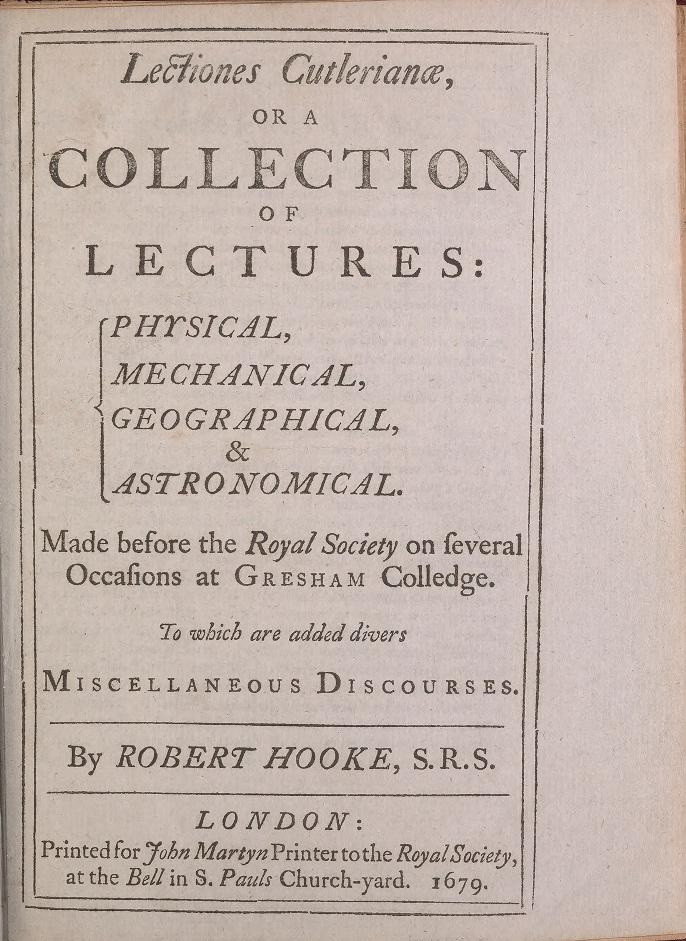 Lectiones Cutlerianæ,
OR A
COLLECTION
OF
LECTURES:
PHYSICAL,
MECHANICAL,
GEOGRAPHICAL,
&
ASTRONOMICAL.
Made before the Royal Society on ſeveral
Occaſions at GRESHAM Colledge.
To which are added divers
MISCELLANEOUS DISCOURSES.
By ROBERT HOOKE, S.R.S.
LONDON:
Printed for John Martyn Printer to the Royal Society,
at the Bell in S. Pauls Church-yard. 1679.